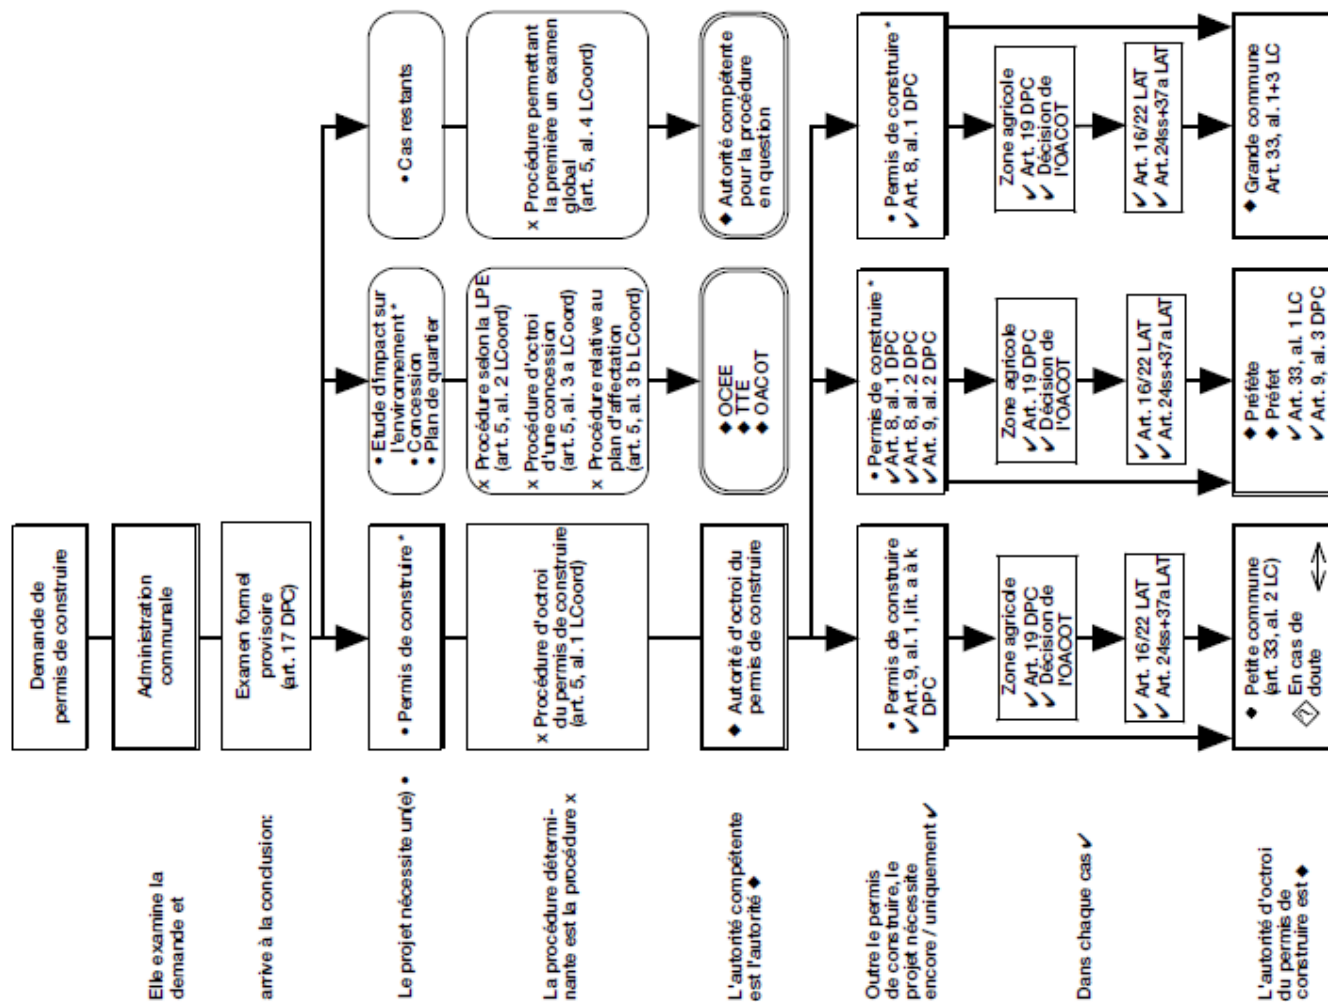 Demande de
permis de construire
Elle examine la
demande et
Administration
communale
arrive à la conclusion:
Examen formel
provisoire
(art. 17 DPC)
Le projet nécessite un(e) •
• Permis de construire *
• Etude d'impact sur
l'environnement *
• Concession
• Plan de quartier
• Cas restants
La procédure détermi-
nante est la procédure x
x Procédure d'octroi
du permis de construire
(art. 5, al. 1 LCoord)
x Procédure selon la LPE
(art. 5, al. 2 LCoord)
x Procédure d'octroi
d'une concession
(art. 5, al. 3 a LCoord)
x Procédure relative au
plan d'affectation
(art. 5, al. 3 b LCoord)
x Procédure permettant
la première un examen
global
(art. 5, al. 4 LCoord)
L'autorité compétente
est l'autorité ◆
◆ Autorité d'octroi du
permis de construire
◆ OCEE
◆ TTE
◆ OACOT
◆ Autorité compétente
pour la procédure
en question
Outre le permis
de construire, le
projet nécessite
encore / uniquement ✓
• Permis de construire
✓ Art. 9, al. 1, lit. a à k
DPC
• Permis de construire *
✓ Art. 8, al. 1 DPC
✓ Art. 8, al. 2 DPC
✓ Art. 9, al. 2 DPC
• Permis de construire *
✓ Art. 8, al. 1 DPC
Dans chaque cas ✓
Zone agricole
✓ Art. 19 DPC
✓ Décision de
l'OACOT
Zone agricole
✓ Art. 19 DPC
✓ Décision de
l'OACOT
Zone agricole
✓ Art. 19 DPC
✓ Décision de
l'OACOT
✓ Art. 16/22 LAT
✓ Art. 24ss+37a LAT
✓ Art. 16/22 LAT
✓ Art. 24ss+37a LAT
✓ Art. 16/22 LAT
✓ Art. 24ss+37a LAT
L'autorité d'octroi
du permis de
construire est ◆
◆ Petite commune
(art. 33, al. 2 LC)
En cas de
? doute
◆ Préfète
◆ Préfet
✓ Art. 33, al. 1 LC
✓ Art. 9, al. 3 DPC
◆ Grande commune
Art. 33, al. 1+3 LC